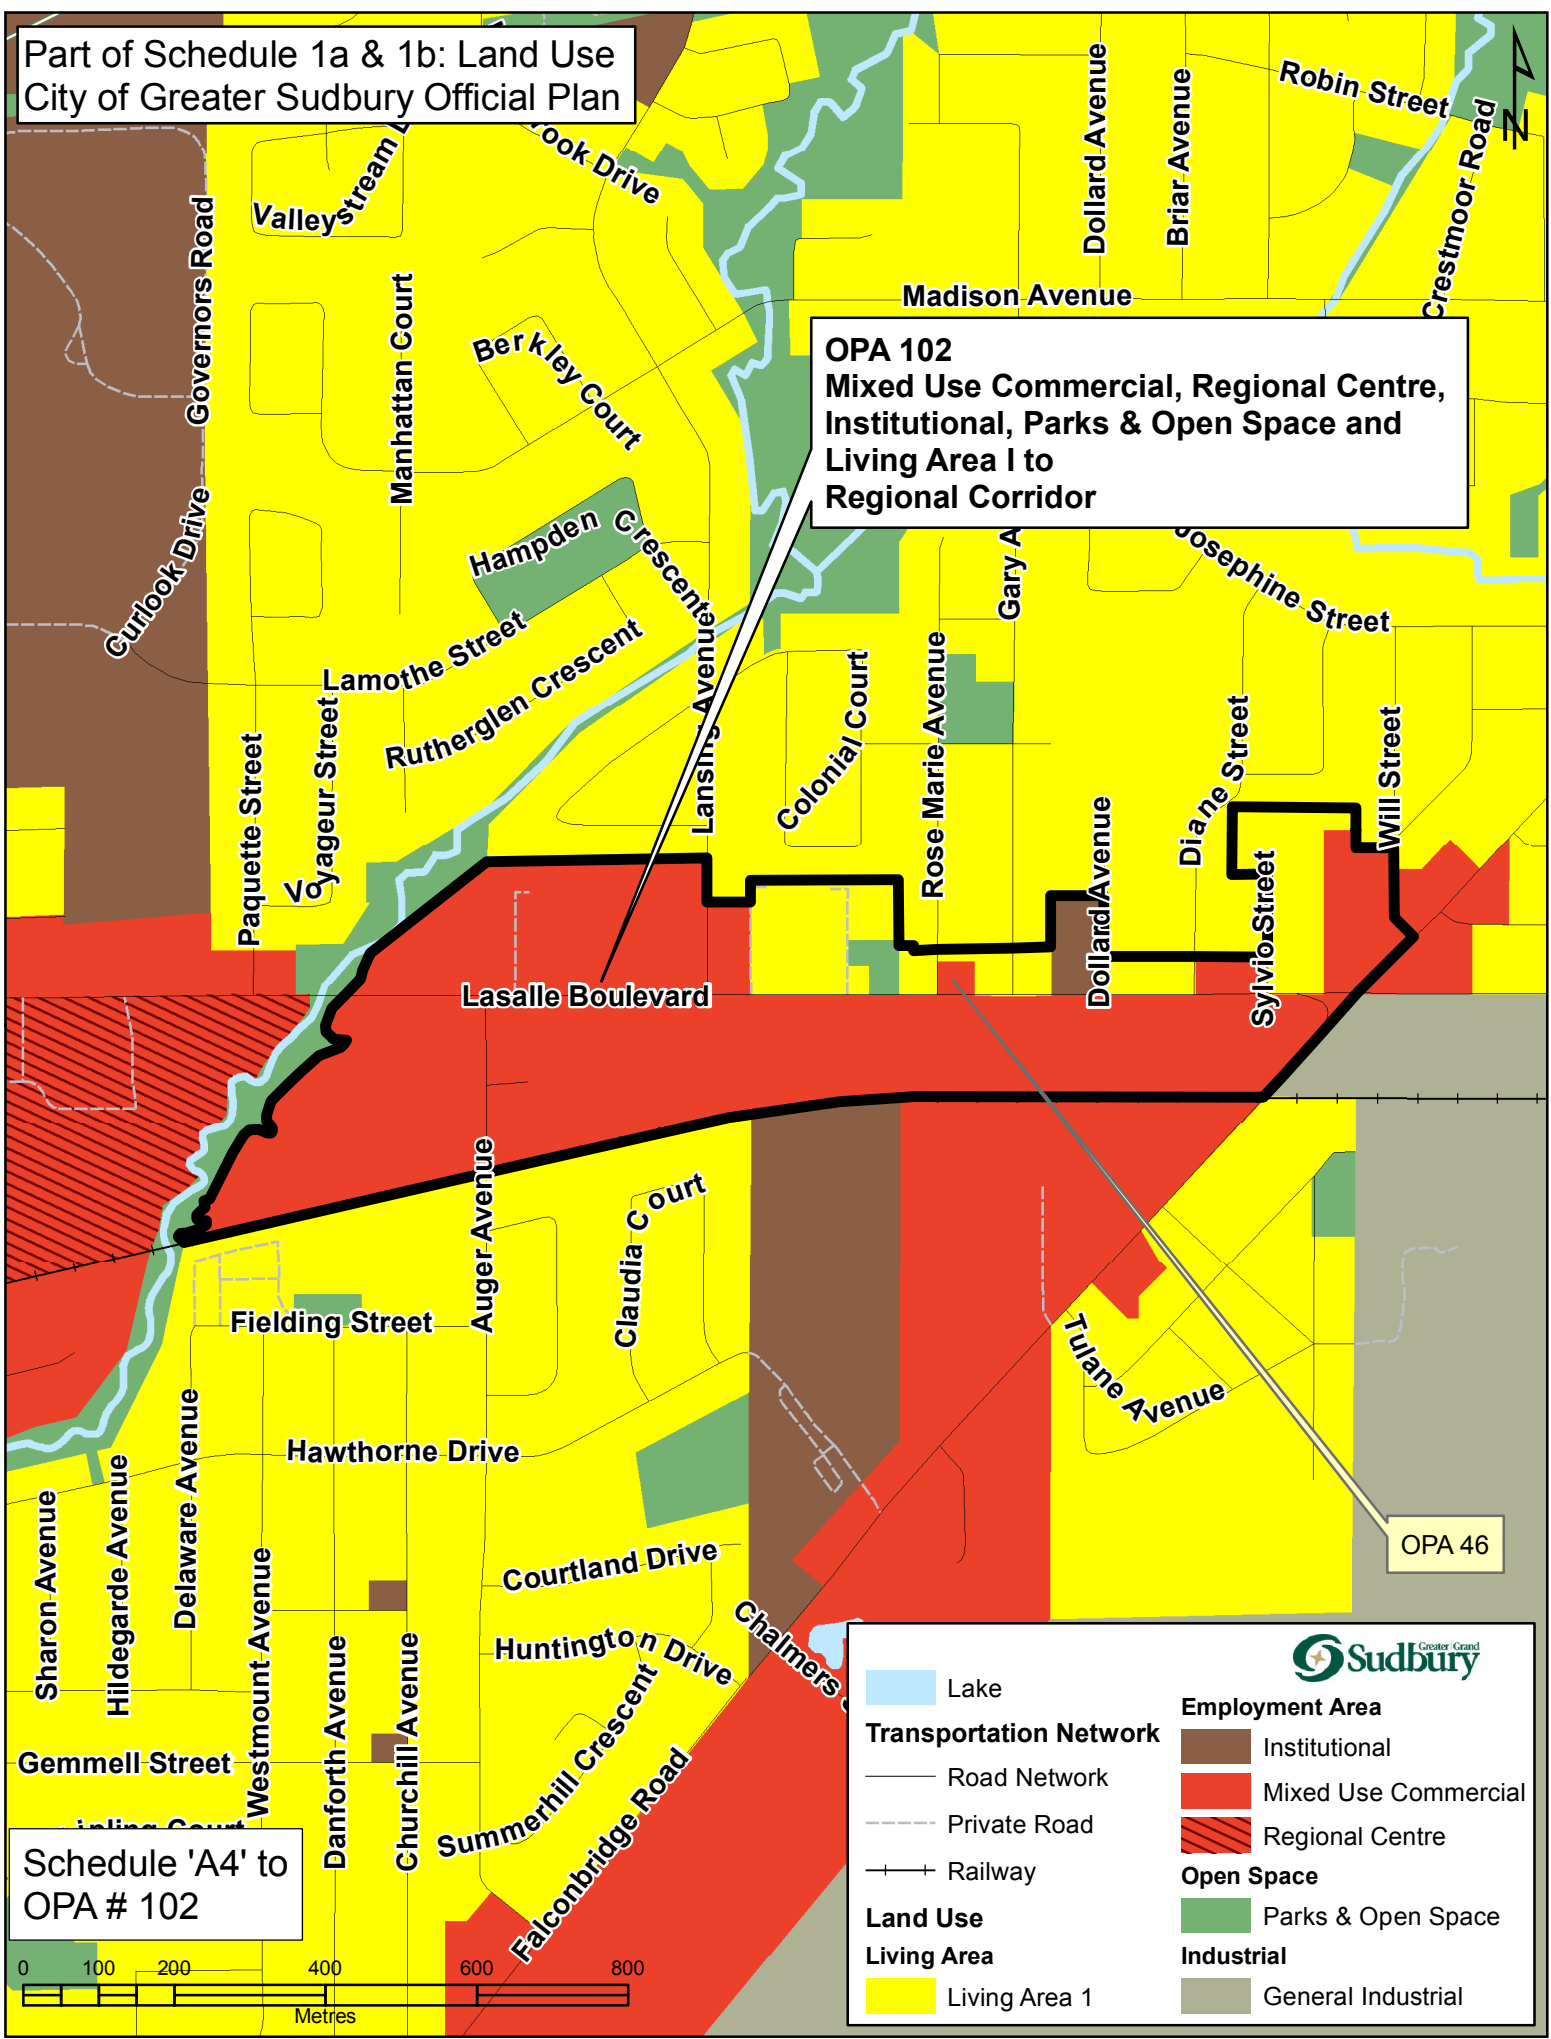 Part of Schedule 1a & 1b: Land Use
City of Greater Sudbury Official Plan
Robin Street
Dollard Avenue
Briar Avenue
Crestmoor Road
N
Drive
Valleystream
Governors Road
Madison Avenue
Manhattan Court
Berkley Court
OPA 102
Mixed Use Commercial, Regional Centre,
Institutional, Parks & Open Space and
Living Area I to
Regional Corridor
Curlook Drive
Hampden Crescent
Josephine Street
Gary
Lamothe Street
Rutherglen Crescent
Lansing Avenue
Colonial Court
Rose Marie Avenue
Paquette Street
Voyageur Street
Diane Street
Will Street
Dollard Avenue
Sylvio Street
Lasalle Boulevard
Auger Avenue
Claudia Court
Fielding Street
Tulane Avenue
Hawthorne Drive
Sharon Avenue
Hildegarde Avenue
Delaware Avenue
Westmount Avenue
Danforth Avenue
Churchill Avenue
Courtland Drive
Huntington Drive
Chalmers
OPA 46
Gemmell Street
Summerhill Crescent
Falconbridge Road
Court
Schedule 'A4' to
OPA # 102
0 100 200 400 600 800
Metres
Greater | Grand
Sudbury
Lake
Transportation Network
Road Network
Private Road
Railway
Land Use
Living Area
Living Area 1
Employment Area
Institutional
Mixed Use Commercial
Regional Centre
Open Space
Parks & Open Space
Industrial
General Industrial